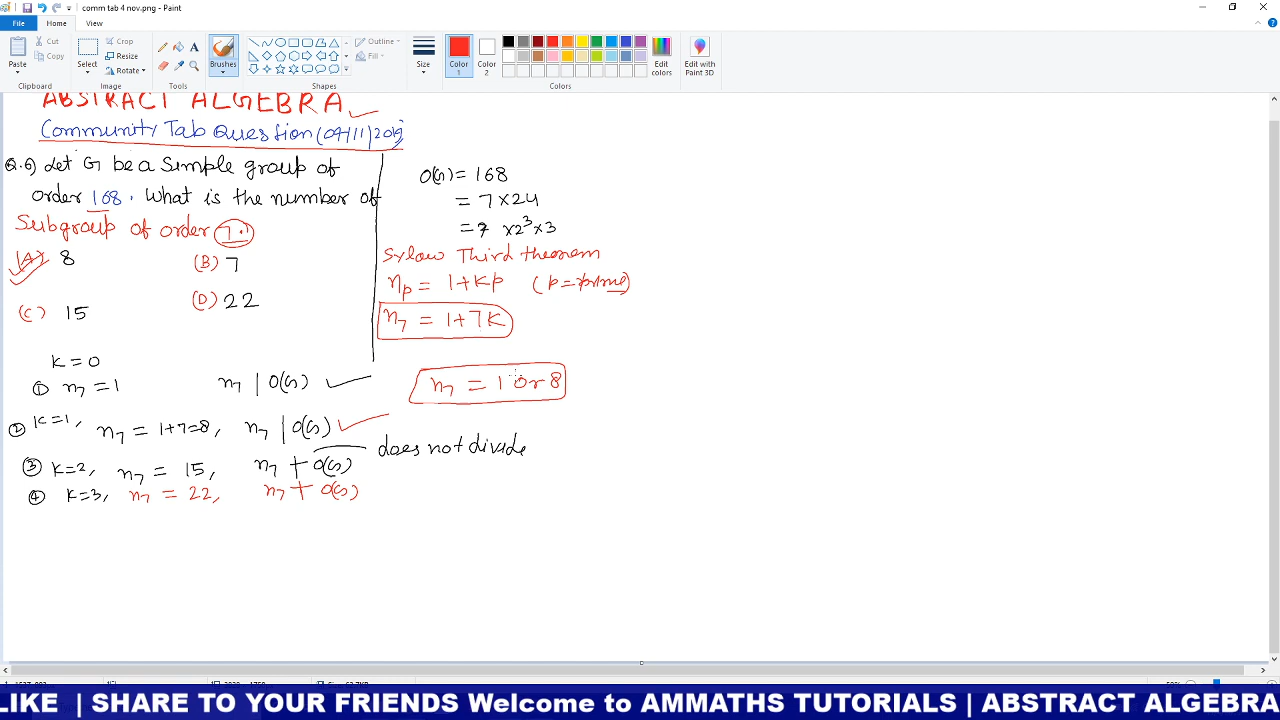 comm tab 4 nov.png - Paint
File Home View
Paste Cut Copy Clipboard
Select Crop Resize Rotate Image
Tools
Brushes
Shapes Outline Fill
Size
Color 1 Color 2 Edit colors Colors
Edit with Paint 3D
ABSTRACT ALGEBRA
Community Tab Question (04/11/2019)
Q.6) Let G be a simple group of
order 168. What is the number of
Subgroup of order 7.
(A) 8 (B) 7
(C) 15 (D) 22
K = 0
① n₇ = 1 n₇ | O(G)
② K=1, n₇ = 1+7=8, n₇ | O(G)
③ K=2, n₇ = 15, n₇ ∤ O(G) does not divide
④ K=3, n₇ = 22, n₇ ∤ O(G)
O(G) = 168
= 7 × 24
= 7 × 2³ × 3
Sylow Third theorem
nₚ = 1 + Kp (p = prime)
n₇ = 1 + 7K
n₇ = 1 or 8
LIKE | SHARE TO YOUR FRIENDS Welcome to AMMATHS TUTORIALS | ABSTRACT ALGEBRA